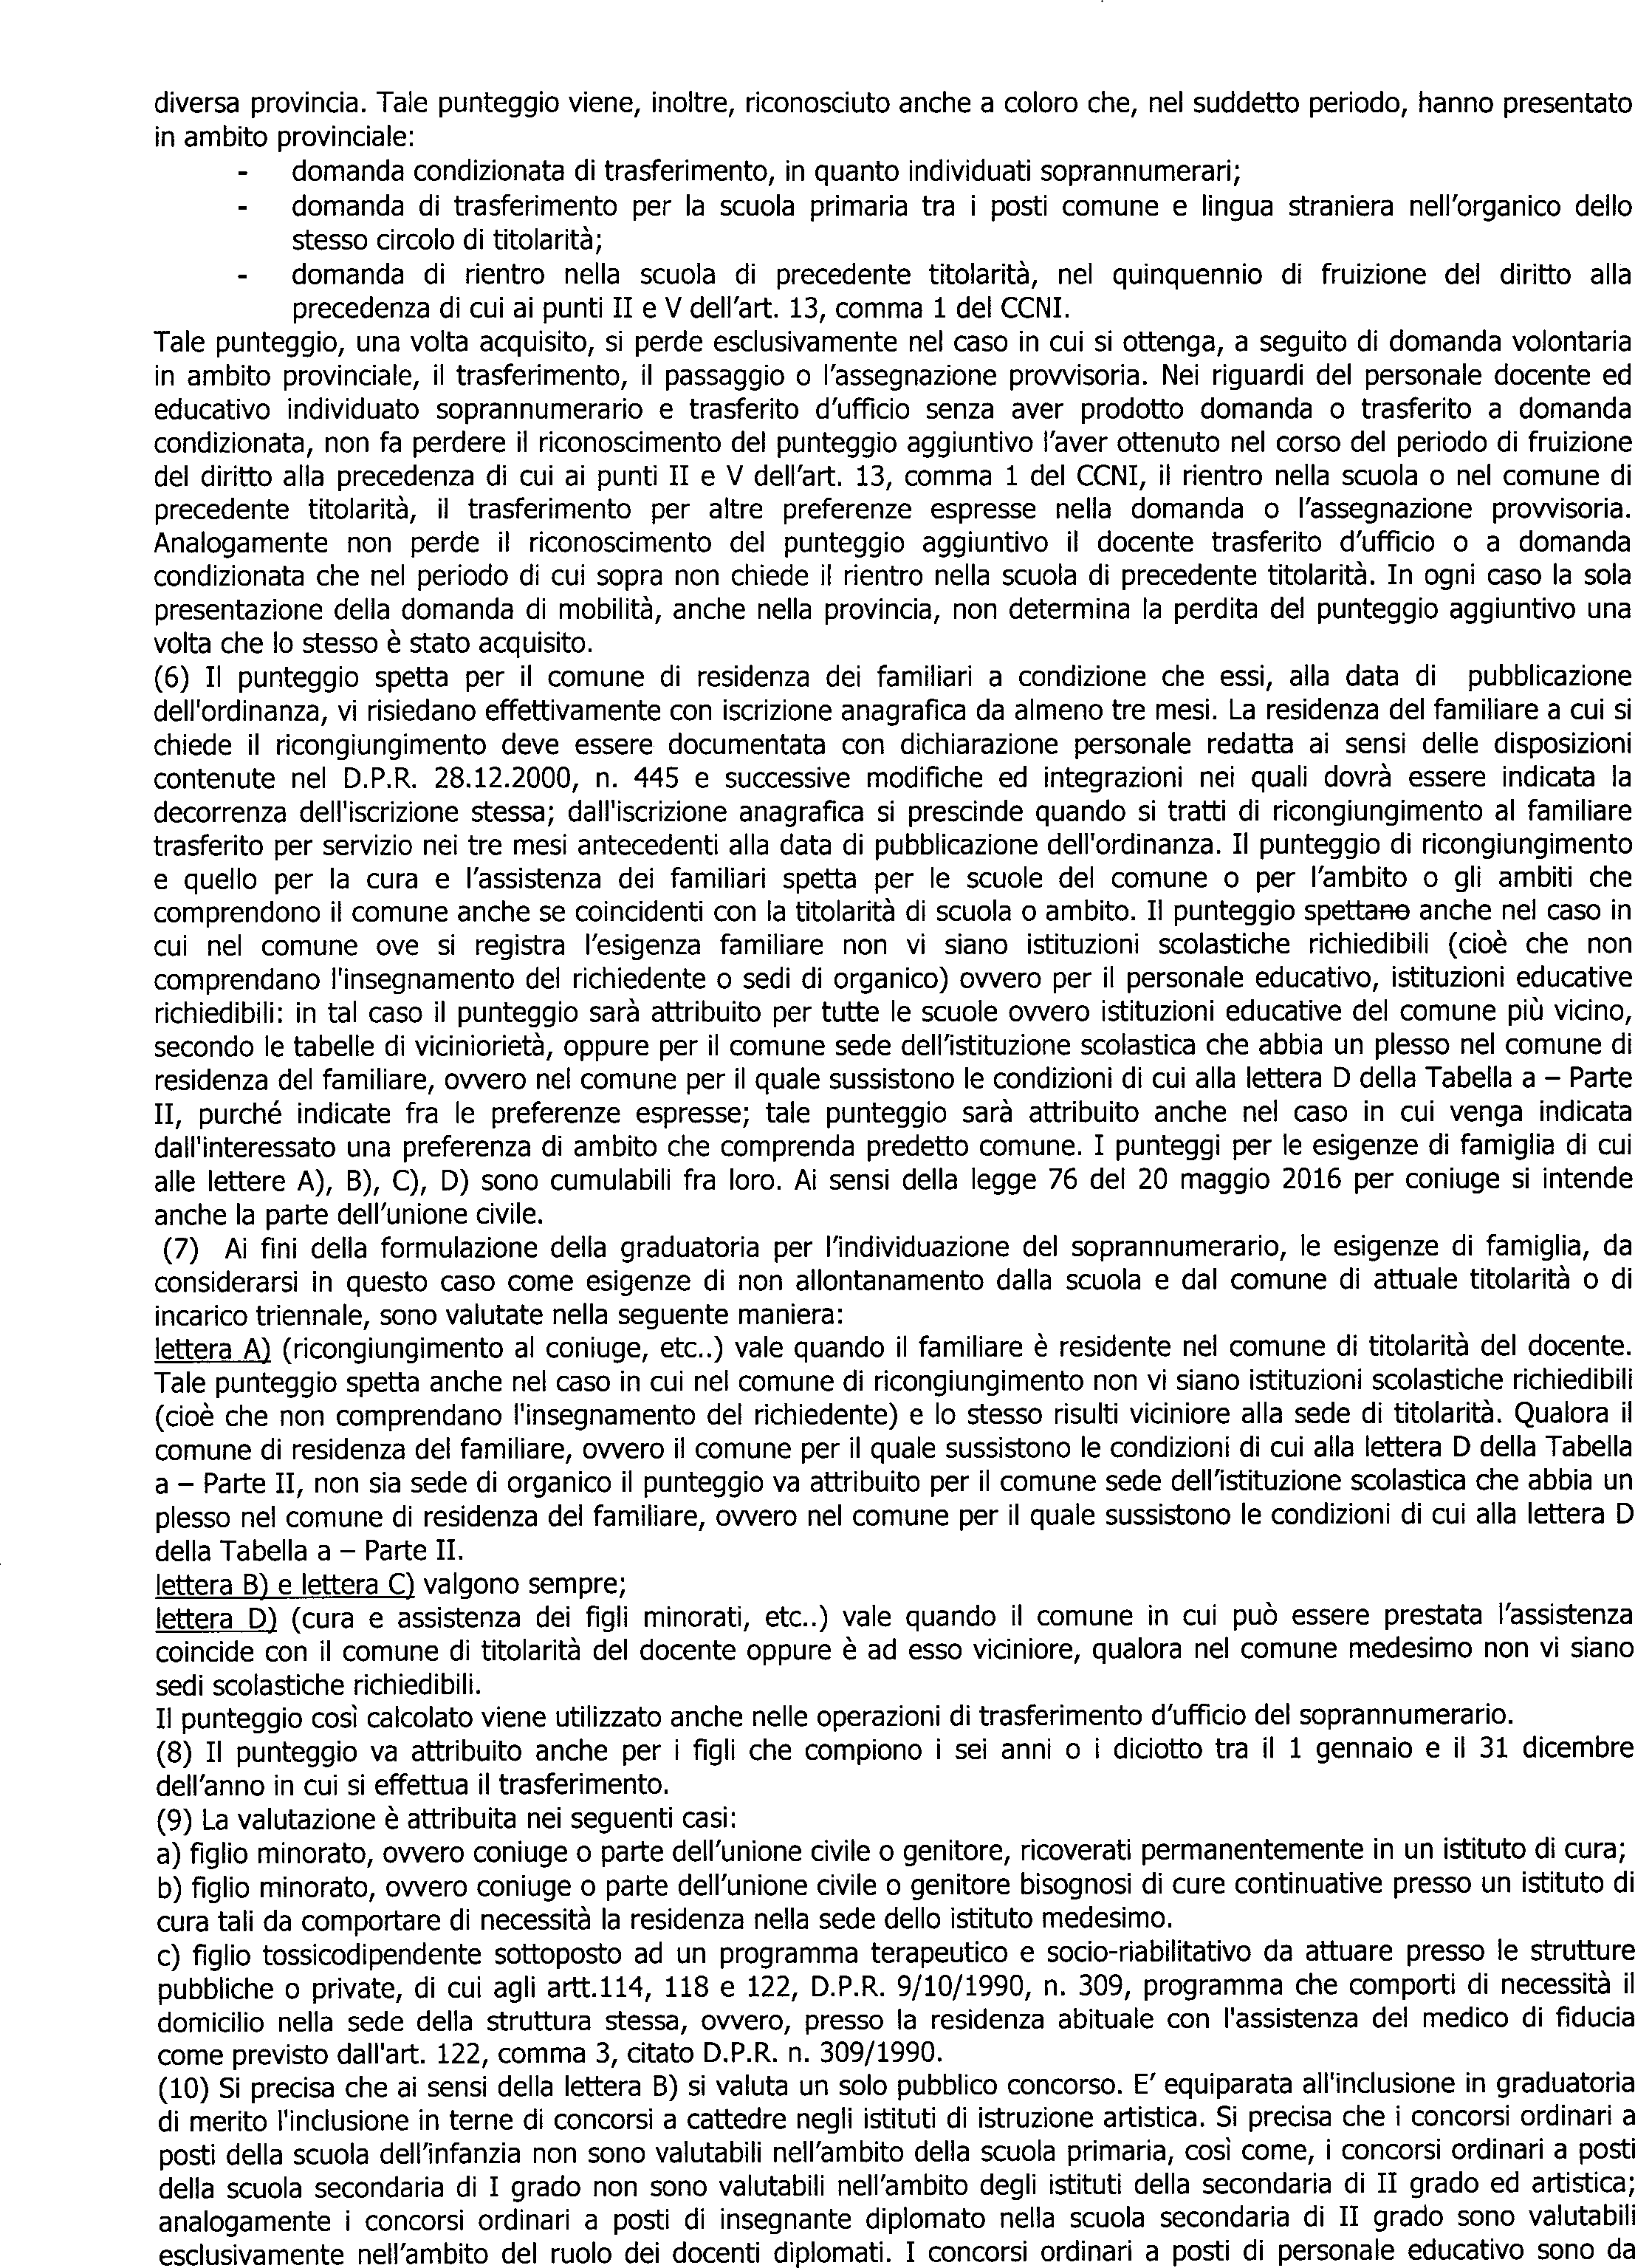 diversa provincia. Tale punteggio viene, inoltre, riconosciuto anche a coloro che, nel suddetto periodo, hanno presentato
in ambito provinciale:
- domanda condizionata di trasferimento, in quanto individuati soprannumerari;
- domanda di trasferimento per la scuola primaria tra i posti comune e lingua straniera nell'organico dello
stesso circolo di titolarità;
- domanda di rientro nella scuola di precedente titolarità, nel quinquennio di fruizione del diritto alla
precedenza di cui ai punti II e V dell'art. 13, comma 1 del CCNI.
Tale punteggio, una volta acquisito, si perde esclusivamente nel caso in cui si ottenga, a seguito di domanda volontaria
in ambito provinciale, il trasferimento, il passaggio o l'assegnazione provvisoria. Nei riguardi del personale docente ed
educativo individuato soprannumerario e trasferito d'ufficio senza aver prodotto domanda o trasferito a domanda
condizionata, non fa perdere il riconoscimento del punteggio aggiuntivo l'aver ottenuto nel corso del periodo di fruizione
del diritto alla precedenza di cui ai punti II e V dell'art. 13, comma 1 del CCNI, il rientro nella scuola o nel comune di
precedente titolarità, il trasferimento per altre preferenze espresse nella domanda o l'assegnazione provvisoria.
Analogamente non perde il riconoscimento del punteggio aggiuntivo il docente trasferito d'ufficio o a domanda
condizionata che nel periodo di cui sopra non chiede il rientro nella scuola di precedente titolarità. In ogni caso la sola
presentazione della domanda di mobilità, anche nella provincia, non determina la perdita del punteggio aggiuntivo una
volta che lo stesso è stato acquisito.
(6) Il punteggio spetta per il comune di residenza dei familiari a condizione che essi, alla data di pubblicazione
dell'ordinanza, vi risiedano effettivamente con iscrizione anagrafica da almeno tre mesi. La residenza del familiare a cui si
chiede il ricongiungimento deve essere documentata con dichiarazione personale redatta ai sensi delle disposizioni
contenute nel D.P.R. 28.12.2000, n. 445 e successive modifiche ed integrazioni nei quali dovrà essere indicata la
decorrenza dell'iscrizione stessa; dall'iscrizione anagrafica si prescinde quando si tratti di ricongiungimento al familiare
trasferito per servizio nei tre mesi antecedenti alla data di pubblicazione dell'ordinanza. Il punteggio di ricongiungimento
e quello per la cura e l'assistenza dei familiari spetta per le scuole del comune o per l'ambito o gli ambiti che
comprendono il comune anche se coincidenti con la titolarità di scuola o ambito. Il punteggio spettano anche nel caso in
cui nel comune ove si registra l'esigenza familiare non vi siano istituzioni scolastiche richiedibili (cioè che non
comprendano l'insegnamento del richiedente o sedi di organico) ovvero per il personale educativo, istituzioni educative
richiedibili: in tal caso il punteggio sarà attribuito per tutte le scuole ovvero istituzioni educative del comune più vicino,
secondo le tabelle di viciniorietà, oppure per il comune sede dell'istituzione scolastica che abbia un plesso nel comune di
residenza del familiare, ovvero nel comune per il quale sussistono le condizioni di cui alla lettera D della Tabella a – Parte
II, purché indicate fra le preferenze espresse; tale punteggio sarà attribuito anche nel caso in cui venga indicata
dall'interessato una preferenza di ambito che comprenda predetto comune. I punteggi per le esigenze di famiglia di cui
alle lettere A), B), C), D) sono cumulabili fra loro. Ai sensi della legge 76 del 20 maggio 2016 per coniuge si intende
anche la parte dell'unione civile.
(7) Ai fini della formulazione della graduatoria per l'individuazione del soprannumerario, le esigenze di famiglia, da
considerarsi in questo caso come esigenze di non allontanamento dalla scuola e dal comune di attuale titolarità o di
incarico triennale, sono valutate nella seguente maniera:
lettera A) (ricongiungimento al coniuge, etc..) vale quando il familiare è residente nel comune di titolarità del docente.
Tale punteggio spetta anche nel caso in cui nel comune di ricongiungimento non vi siano istituzioni scolastiche richiedibili
(cioè che non comprendano l'insegnamento del richiedente) e lo stesso risulti viciniore alla sede di titolarità. Qualora il
comune di residenza del familiare, ovvero il comune per il quale sussistono le condizioni di cui alla lettera D della Tabella
a – Parte II, non sia sede di organico il punteggio va attribuito per il comune sede dell'istituzione scolastica che abbia un
plesso nel comune di residenza del familiare, ovvero nel comune per il quale sussistono le condizioni di cui alla lettera D
della Tabella a – Parte II.
lettera B) e lettera C) valgono sempre;
lettera D) (cura e assistenza dei figli minorati, etc..) vale quando il comune in cui può essere prestata l'assistenza
coincide con il comune di titolarità del docente oppure è ad esso viciniore, qualora nel comune medesimo non vi siano
sedi scolastiche richiedibili.
Il punteggio così calcolato viene utilizzato anche nelle operazioni di trasferimento d'ufficio del soprannumerario.
(8) Il punteggio va attribuito anche per i figli che compiono i sei anni o i diciotto tra il 1 gennaio e il 31 dicembre
dell'anno in cui si effettua il trasferimento.
(9) La valutazione è attribuita nei seguenti casi:
a) figlio minorato, ovvero coniuge o parte dell'unione civile o genitore, ricoverati permanentemente in un istituto di cura;
b) figlio minorato, ovvero coniuge o parte dell'unione civile o genitore bisognosi di cure continuative presso un istituto di
cura tali da comportare di necessità la residenza nella sede dello istituto medesimo.
c) figlio tossicodipendente sottoposto ad un programma terapeutico e socio-riabilitativo da attuare presso le strutture
pubbliche o private, di cui agli artt.114, 118 e 122, D.P.R. 9/10/1990, n. 309, programma che comporti di necessità il
domicilio nella sede della struttura stessa, ovvero, presso la residenza abituale con l'assistenza del medico di fiducia
come previsto dall'art. 122, comma 3, citato D.P.R. n. 309/1990.
(10) Si precisa che ai sensi della lettera B) si valuta un solo pubblico concorso. E' equiparata all'inclusione in graduatoria
di merito l'inclusione in terne di concorsi a cattedre negli istituti di istruzione artistica. Si precisa che i concorsi ordinari a
posti della scuola dell'infanzia non sono valutabili nell'ambito della scuola primaria, così come, i concorsi ordinari a posti
della scuola secondaria di I grado non sono valutabili nell'ambito degli istituti della secondaria di II grado ed artistica;
analogamente i concorsi ordinari a posti di insegnante diplomato nella scuola secondaria di II grado sono valutabili
esclusivamente nell'ambito del ruolo dei docenti diplomati. I concorsi ordinari a posti di personale educativo sono da